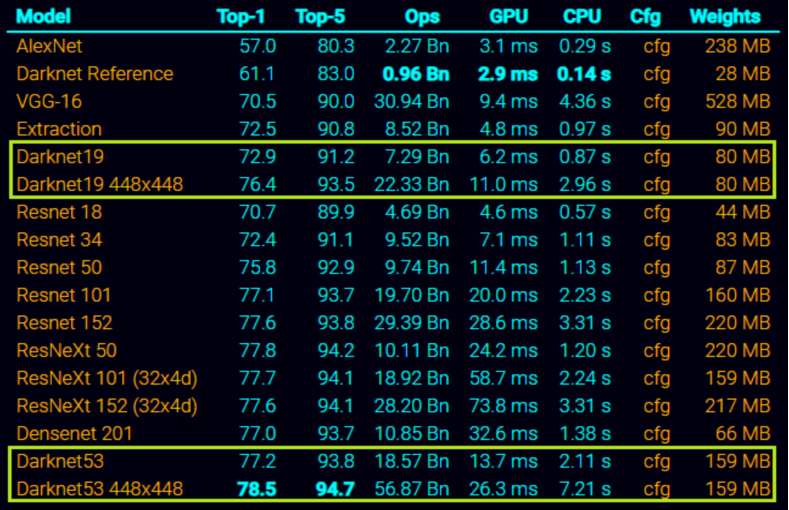 Model Top-1 Top-5 Ops GPU CPU Cfg Weights
AlexNet 57.0 80.3 2.27 Bn 3.1 ms 0.29 s cfg 238 MB
Darknet Reference 61.1 83.0 0.96 Bn 2.9 ms 0.14 s cfg 28 MB
VGG-16 70.5 90.0 30.94 Bn 9.4 ms 4.36 s cfg 528 MB
Extraction 72.5 90.8 8.52 Bn 4.8 ms 0.97 s cfg 90 MB
Darknet19 72.9 91.2 7.29 Bn 6.2 ms 0.87 s cfg 80 MB
Darknet19 448x448 76.4 93.5 22.33 Bn 11.0 ms 2.96 s cfg 80 MB
Resnet 18 70.7 89.9 4.69 Bn 4.6 ms 0.57 s cfg 44 MB
Resnet 34 72.4 91.1 9.52 Bn 7.1 ms 1.11 s cfg 83 MB
Resnet 50 75.8 92.9 9.74 Bn 11.4 ms 1.13 s cfg 87 MB
Resnet 101 77.1 93.7 19.70 Bn 20.0 ms 2.23 s cfg 160 MB
Resnet 152 77.6 93.8 29.39 Bn 28.6 ms 3.31 s cfg 220 MB
ResNeXt 50 77.8 94.2 10.11 Bn 24.2 ms 1.20 s cfg 220 MB
ResNeXt 101 (32x4d) 77.7 94.1 18.92 Bn 58.7 ms 2.24 s cfg 159 MB
ResNeXt 152 (32x4d) 77.6 94.1 28.20 Bn 73.8 ms 3.31 s cfg 217 MB
Densenet 201 77.0 93.7 10.85 Bn 32.6 ms 1.38 s cfg 66 MB
Darknet53 77.2 93.8 18.57 Bn 13.7 ms 2.11 s cfg 159 MB
Darknet53 448x448 78.5 94.7 56.87 Bn 26.3 ms 7.21 s cfg 159 MB